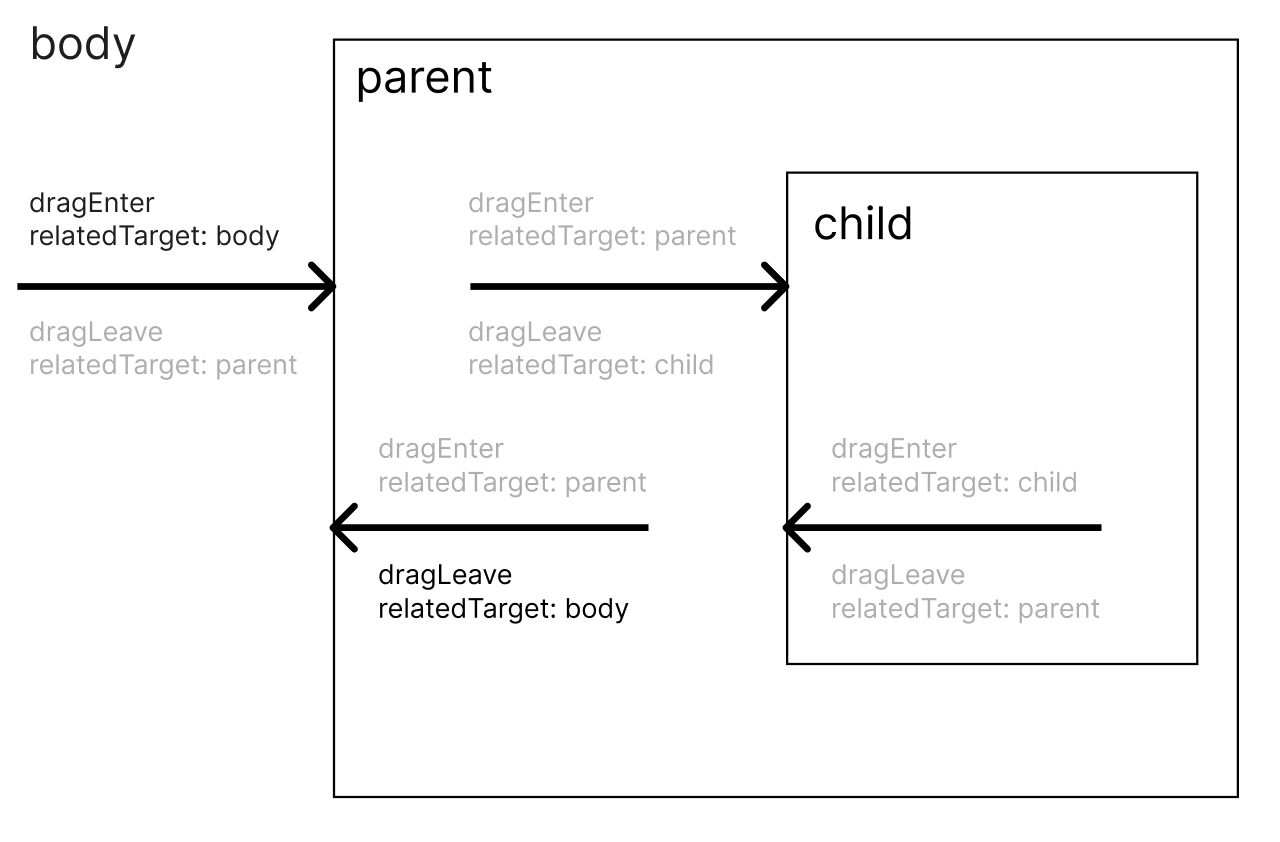 body
parent
child
dragEnter
relatedTarget: body
dragLeave
relatedTarget: parent
dragEnter
relatedTarget: parent
dragLeave
relatedTarget: child
dragEnter
relatedTarget: parent
dragLeave
relatedTarget: body
dragEnter
relatedTarget: child
dragLeave
relatedTarget: parent